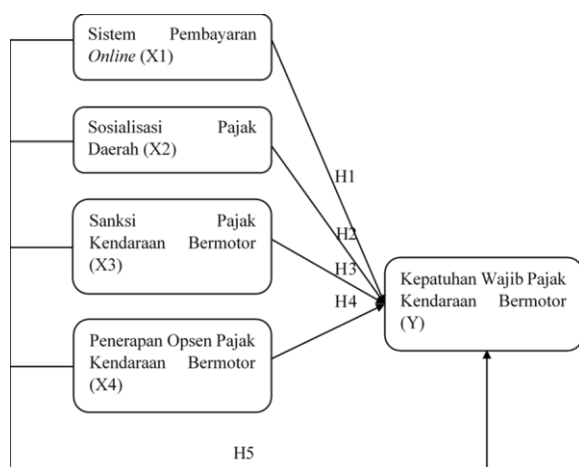 Sistem Pembayaran
Online (X1)
Sosialisasi Pajak
Daerah (X2)
H1
Sanksi Pajak
Kendaraan Bermotor
(X3)
H2
H3
Kepatuhan Wajib Pajak
Kendaraan Bermotor
(Y)
H4
Penerapan Opsen Pajak
Kendaraan Bermotor
(X4)
H5